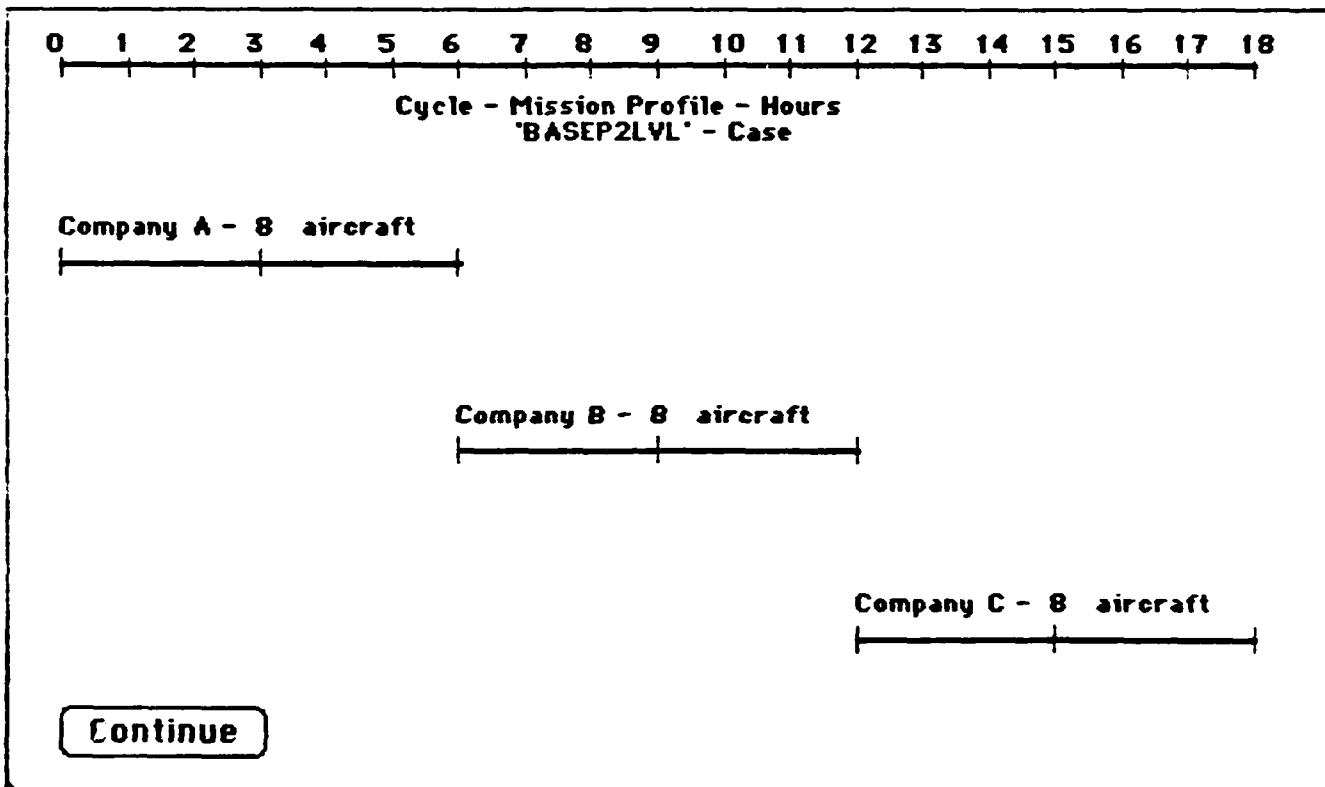 0 1 2 3 4 5 6 7 8 9 10 11 12 13 14 15 16 17 18
Cycle - Mission Profile - Hours
"BASEP2LVL" - Case
Company A - 8 aircraft
Company B - 8 aircraft
Company C - 8 aircraft
Continue